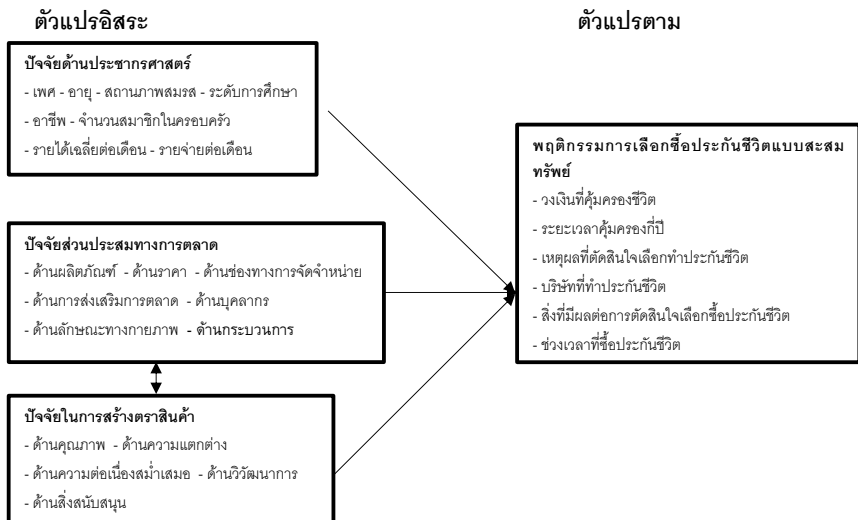 ตัวแปรอิสระ
ตัวแปรตาม
ปัจจัยด้านประชากรศาสตร์
- เพศ - อายุ - สถานภาพสมรส - ระดับการศึกษา
- อาชีพ - จำนวนสมาชิกในครอบครัว
- รายได้เฉลี่ยต่อเดือน - รายจ่ายต่อเดือน
ปัจจัยส่วนประสมทางการตลาด
- ด้านผลิตภัณฑ์ - ด้านราคา - ด้านช่องทางการจัดจำหน่าย
- ด้านการส่งเสริมการตลาด - ด้านบุคลากร
- ด้านลักษณะทางกายภาพ - ด้านกระบวนการ
ปัจจัยในการสร้างตราสินค้า
- ด้านคุณภาพ - ด้านความแตกต่าง
- ด้านความต่อเนื่องสม่ำเสมอ - ด้านวิวัฒนาการ
- ด้านสิ่งสนับสนุน
พฤติกรรมการเลือกซื้อประกันชีวิตแบบสะสม
ทรัพย์
- วงเงินที่คุ้มครองชีวิต
- ระยะเวลาคุ้มครองกี่ปี
- เหตุผลที่ตัดสินใจเลือกทำประกันชีวิต
- บริษัทที่ทำประกันชีวิต
- สิ่งที่มีผลต่อการตัดสินใจเลือกซื้อประกันชีวิต
- ช่วงเวลาที่ซื้อประกันชีวิต